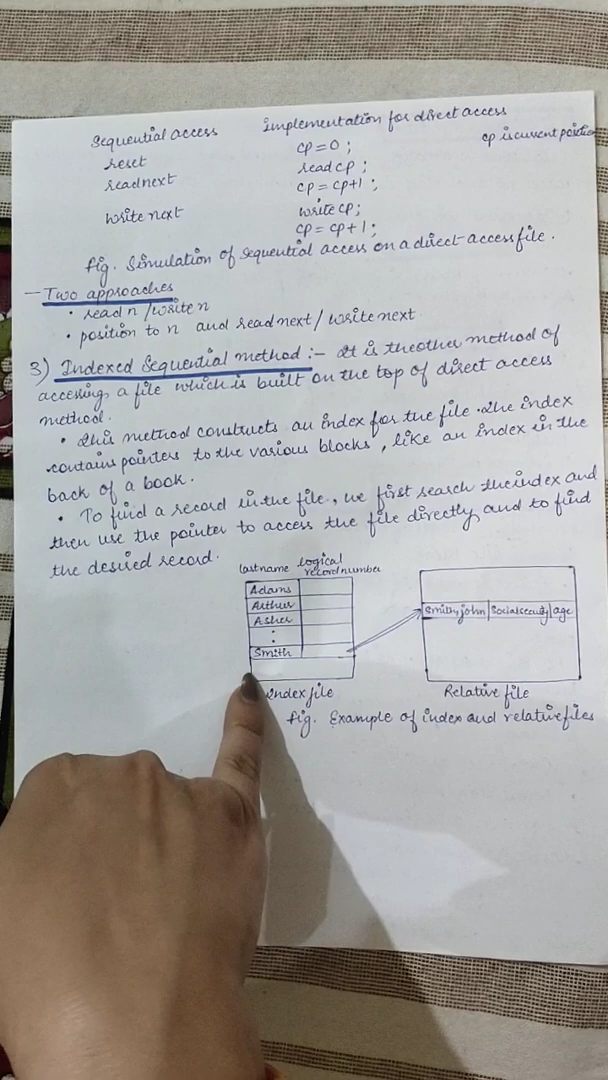 Sequential access Implementation for direct access
reset cp = 0 ; cp is current position
readnext read cp ;
cp = cp+1 ;
write next write cp;
cp = cp+1;
fig. Simulation of sequential access on a direct access file.
- Two approaches
• read n /write n
• position to n and readnext/ write next
3) Indexed Sequential method :- It is the other method of
accessing a file which is built on the top of direct access
method.
• This method constructs an index for the file. The index
contains pointers to the various blocks, like an index in the
back of a book.
• To find a record in the file, we first search the index and
then use the pointer to access the file directly and to find
the desired record.
last name logical
record number
Adams
Arthur
Asher
:
Smith
Smith, john | Social security | age
Index file Relative file
fig. Example of index and relative files